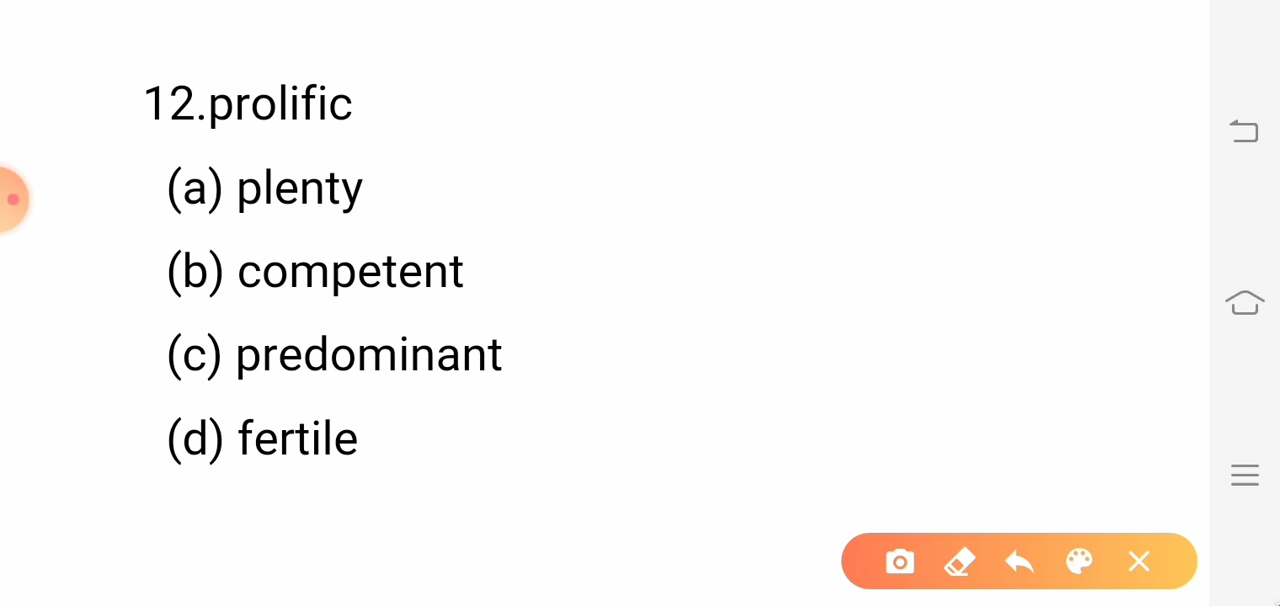 12.prolific
(a) plenty
(b) competent
(c) predominant
(d) fertile